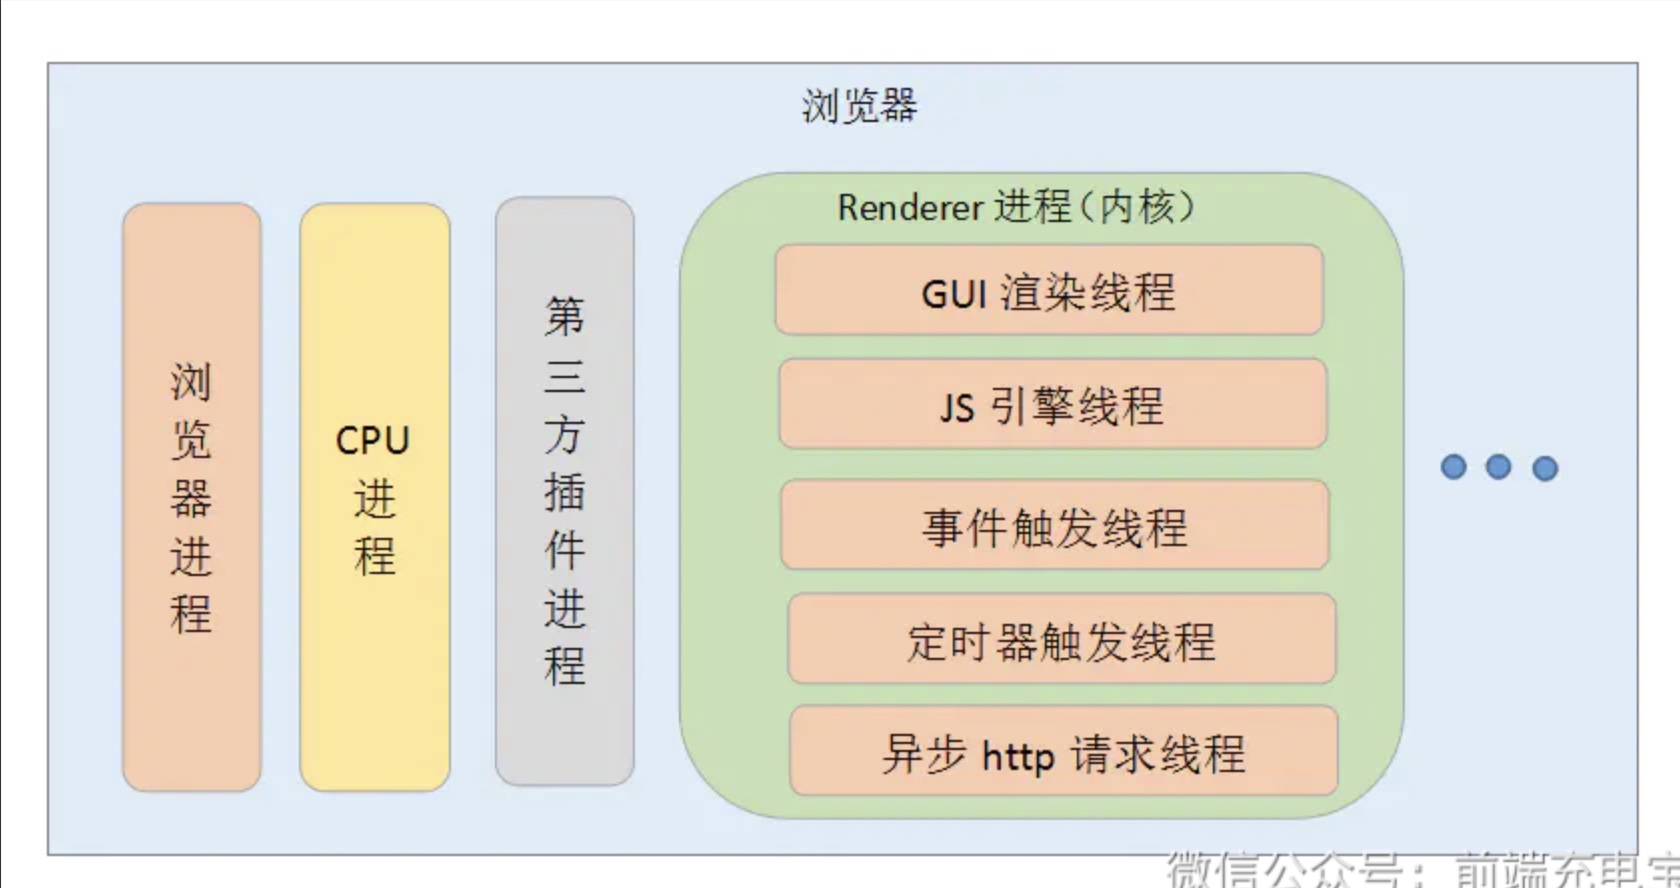 浏览器
浏览器进程
CPU
进程
第三方插件进程
Renderer 进程（内核）
GUI 渲染线程
JS 引擎线程
事件触发线程
定时器触发线程
异步 http 请求线程
微信公众号：前端充电宝